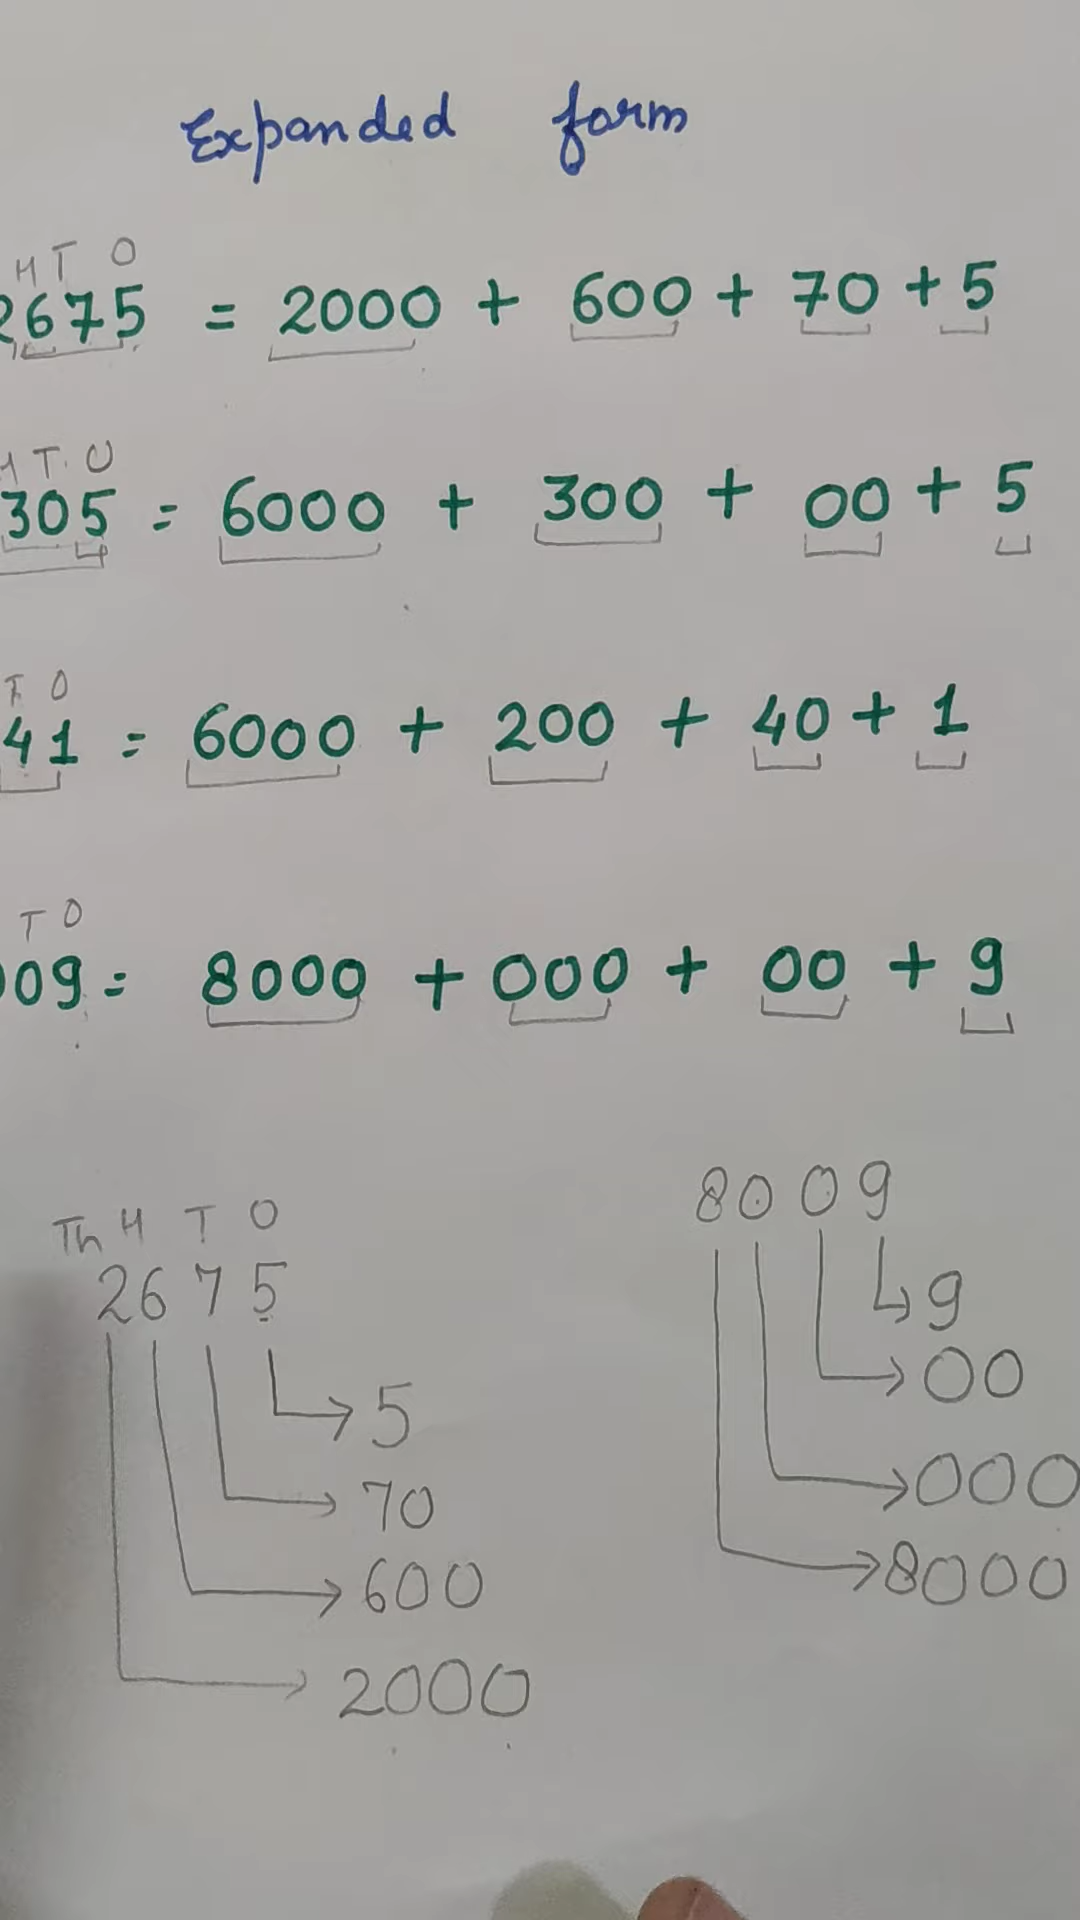 Expanded form
H T O
2675 = 2000 + 600 + 70 + 5
H T O
305 = 6000 + 300 + 00 + 5
T O
41 = 6000 + 200 + 40 + 1
T O
009 = 8000 + 000 + 00 + 9
Th H T O
2675
5
70
600
2000
8009
9
00
000
8000